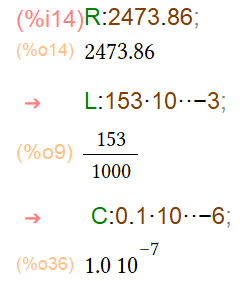 (%i14) R:2473.86;
(%o14) 2473.86
→ L:153·10··−3;
(%o9) 153/1000
→ C:0.1·10··−6;
(%o36) 1.0 10⁻⁷